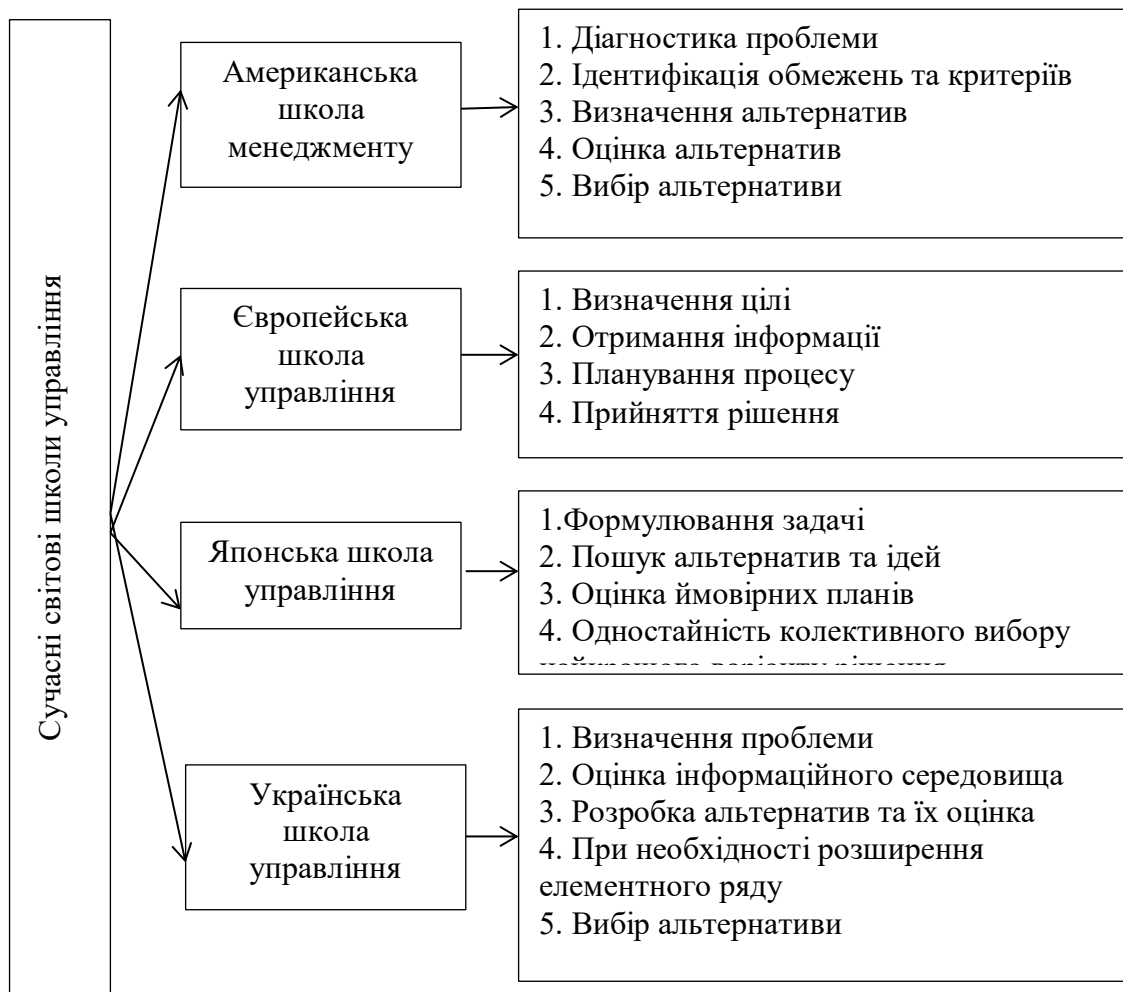 Сучасні світові школи управління
Американська
школа
менеджменту
1. Діагностика проблеми
2. Ідентифікація обмежень та критеріїв
3. Визначення альтернатив
4. Оцінка альтернатив
5. Вибір альтернативи
Європейська
школа
управління
1. Визначення цілі
2. Отримання інформації
3. Планування процесу
4. Прийняття рішення
Японська школа
управління
1.Формулювання задачі
2. Пошук альтернатив та ідей
3. Оцінка ймовірних планів
4. Одностайність колективного вибору
Українська
школа
управління
1. Визначення проблеми
2. Оцінка інформаційного середовища
3. Розробка альтернатив та їх оцінка
4. При необхідності розширення
елементного ряду
5. Вибір альтернативи